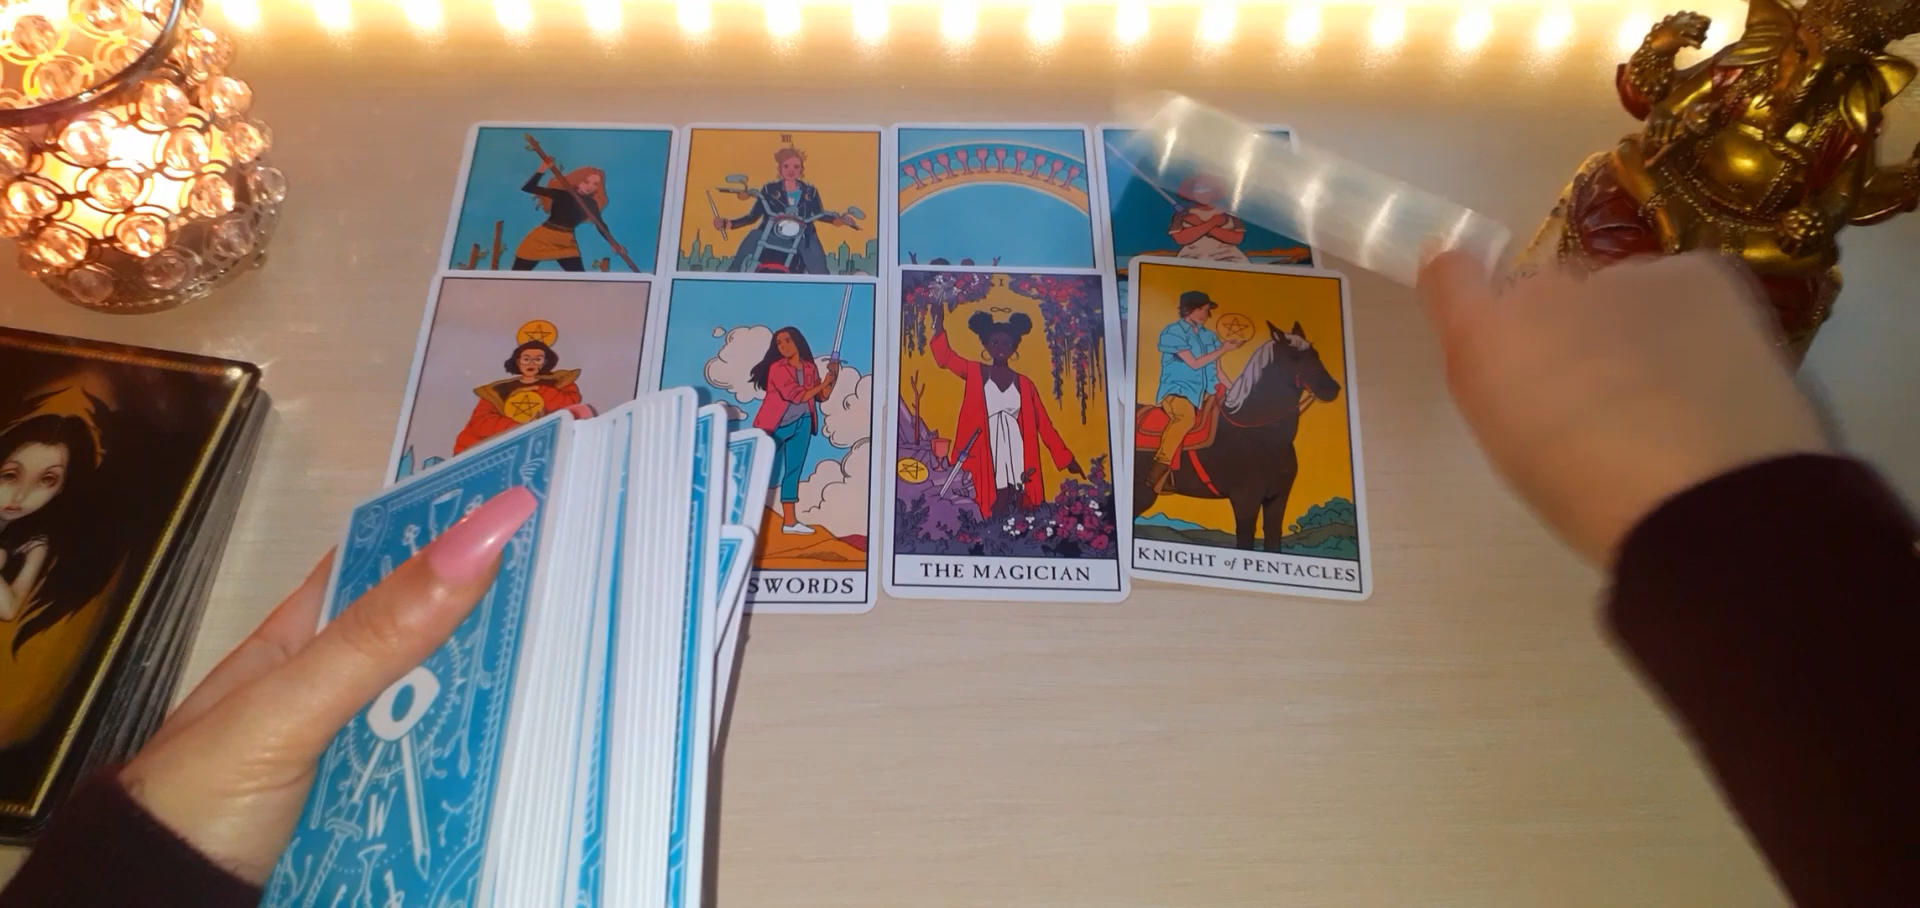 I
SWORDS
THE MAGICIAN
KNIGHT of PENTACLES
W